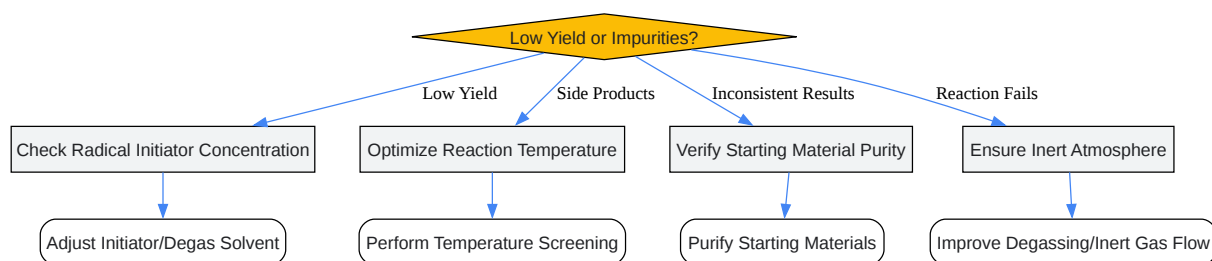 Low Yield or Impurities?
Low Yield
Side Products
Inconsistent Results
Reaction Fails
Check Radical Initiator Concentration
Optimize Reaction Temperature
Verify Starting Material Purity
Ensure Inert Atmosphere
Adjust Initiator/Degas Solvent
Perform Temperature Screening
Purify Starting Materials
Improve Degassing/Inert Gas Flow